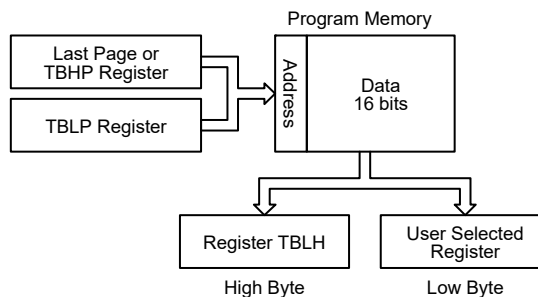 Program Memory
Last Page or
TBHP Register
TBLP Register
Address
Data
16 bits
Register TBLH
User Selected
Register
High Byte
Low Byte